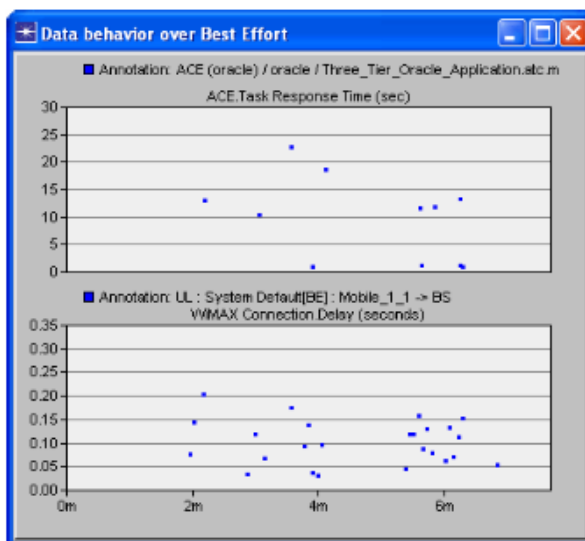 Data behavior over Best Effort
Annotation: ACE (oracle) / oracle / Three_Tier_Oracle_Application.atc.m
ACE.Task Response Time (sec)
30
25
20
15
10
5
0
Annotation: UL : System Default[BE] : Mobile_1_1 -> BS
WiMAX Connection.Delay (seconds)
0.35
0.30
0.25
0.20
0.15
0.10
0.05
0.00
0m 2m 4m 6m